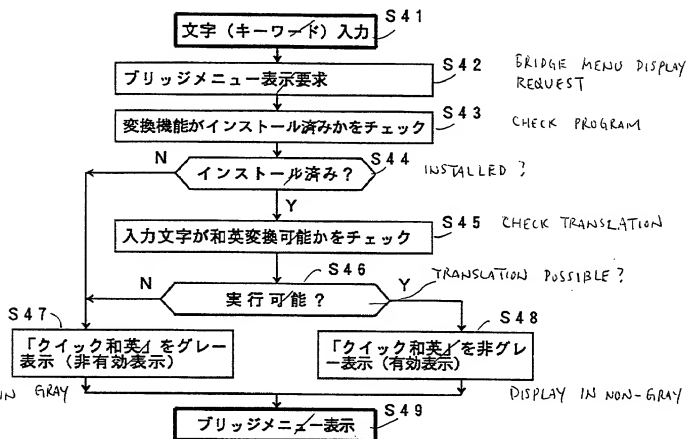 文字(キーワード)入力
S41
ブリッジメニュー表示要求
S42
BRIDGE MENU DISPLAY
REQUEST
変換機能がインストール済みかをチェック
S43
CHECK PROGRAM
N
インストール済み?
S44
INSTALLED ?
Y
入力文字が和英変換可能かをチェック
S45
CHECK TRANSLATION
N
実行可能?
S46
Y
TRANSLATION POSSIBLE ?
S47
「クイック和英」をグレー
表示(非有効表示)
IN GRAY
S48
「クイック和英」を非グレ
ー表示(有効表示)
DISPLAY IN NON-GRAY
ブリッジメニュー表示
S49